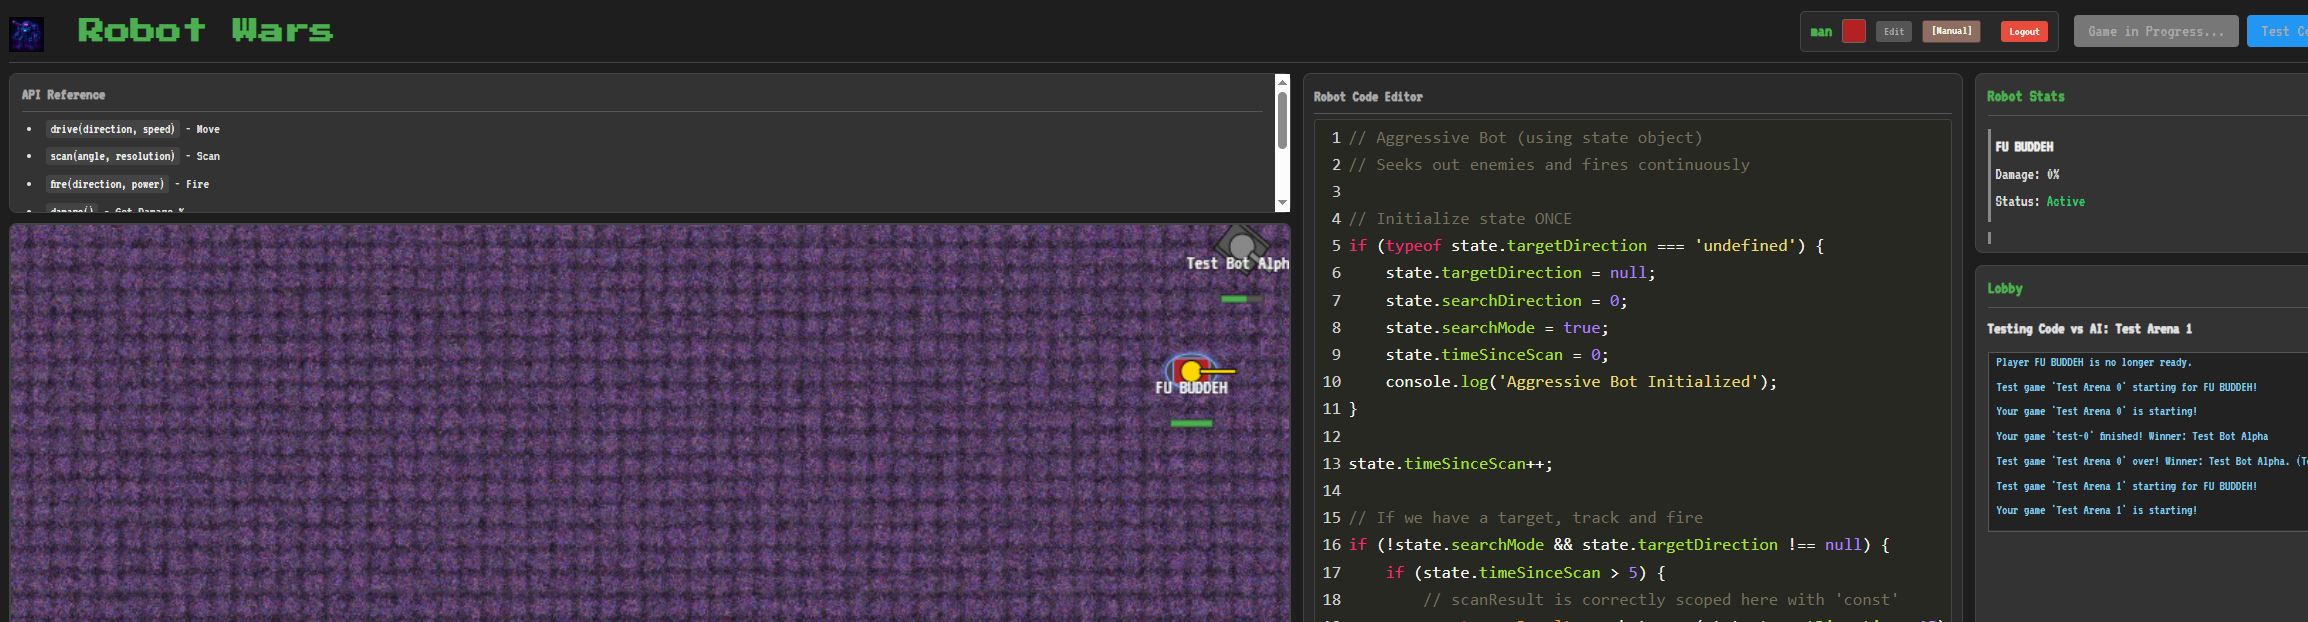 Robot Wars
man Edit [Manual] Logout Game in Progress... Test
API Reference
drive(direction, speed) - Move
scan(angle, resolution) - Scan
fire(direction, power) - Fire
damage() - Get Damage %
Test Bot Alph
FU BUDDEH
Robot Code Editor
1 // Aggressive Bot (using state object)
2 // Seeks out enemies and fires continuously
3
4 // Initialize state ONCE
5 if (typeof state.targetDirection === 'undefined') {
6 state.targetDirection = null;
7 state.searchDirection = 0;
8 state.searchMode = true;
9 state.timeSinceScan = 0;
10 console.log('Aggressive Bot Initialized');
11 }
12
13 state.timeSinceScan++;
14
15 // If we have a target, track and fire
16 if (!state.searchMode && state.targetDirection !== null) {
17 if (state.timeSinceScan > 5) {
18 // scanResult is correctly scoped here with 'const'
Robot Stats
FU BUDDEH
Damage: 0%
Status: Active
Lobby
Testing Code vs AI: Test Arena 1
Player FU BUDDEH is no longer ready.
Test game 'Test Arena 0' starting for FU BUDDEH!
Your game 'Test Arena 0' is starting!
Your game 'test-0' finished! Winner: Test Bot Alpha
Test game 'Test Arena 0' over! Winner: Test Bot Alpha.
Test game 'Test Arena 1' starting for FU BUDDEH!
Your game 'Test Arena 1' is starting!